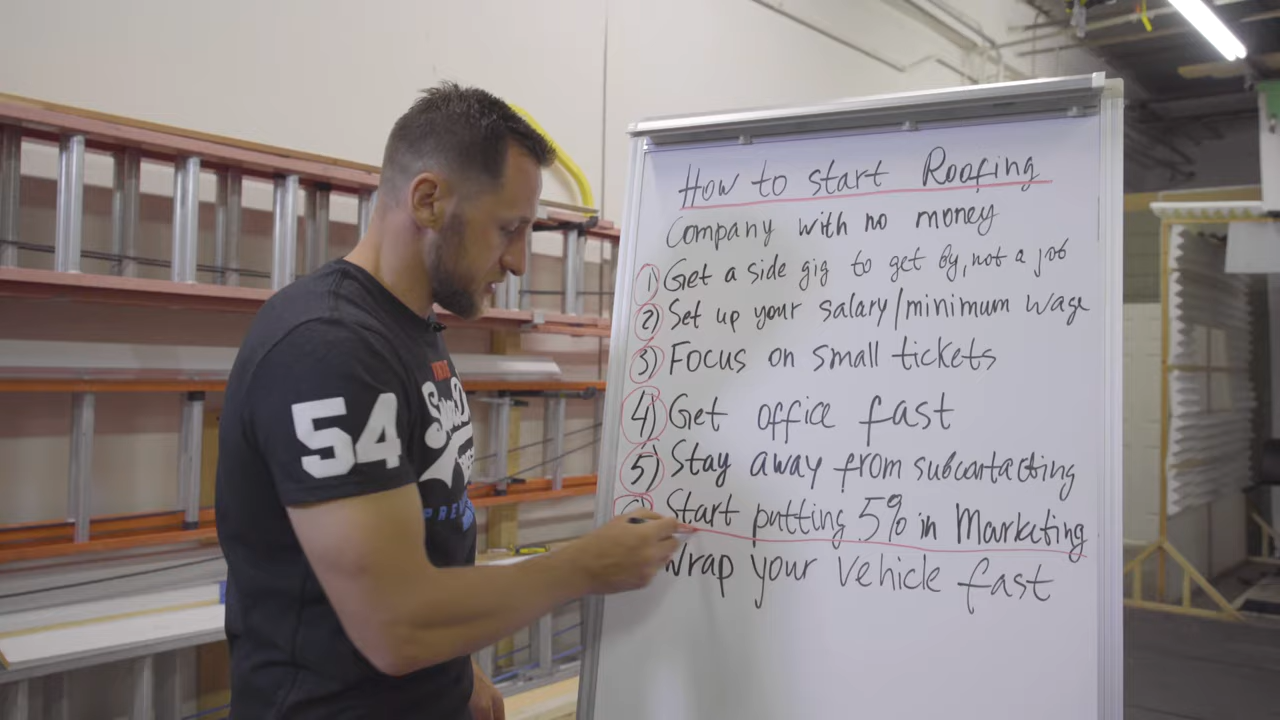 How to start Roofing
Company with no money
1) Get a side gig to get by, not a job
2) Set up your salary/minimum wage
3) Focus on small tickets
4) Get office fast
5) Stay away from subcontacting
Start putting 5% in Marketing
Wrap your vehicle fast
54